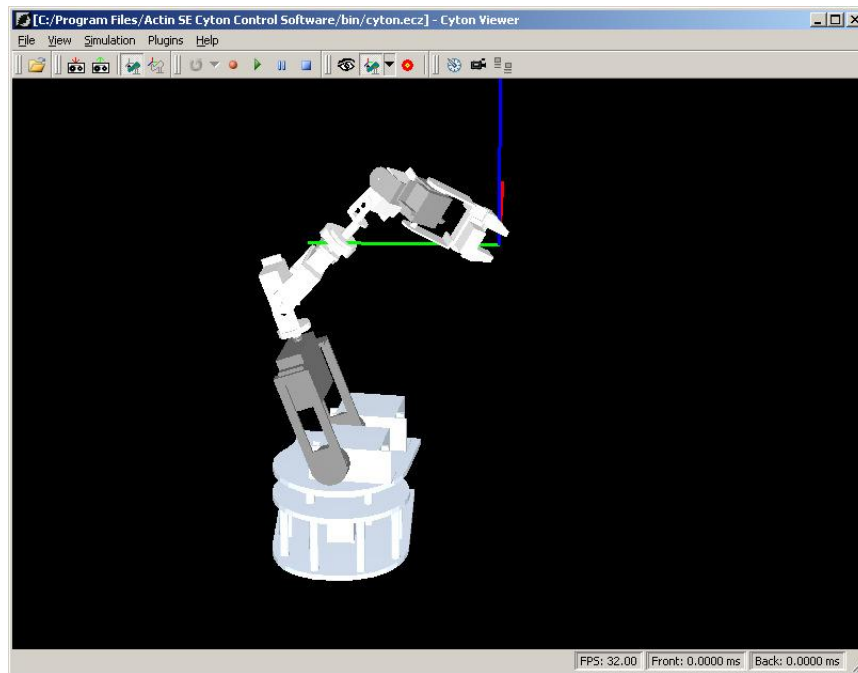 [C:/Program Files/Actin SE Cyton Control Software/bin/cyton.ecz] - Cyton Viewer
File View Simulation Plugins Help
FPS: 32.00 Front: 0.0000 ms Back: 0.0000 ms